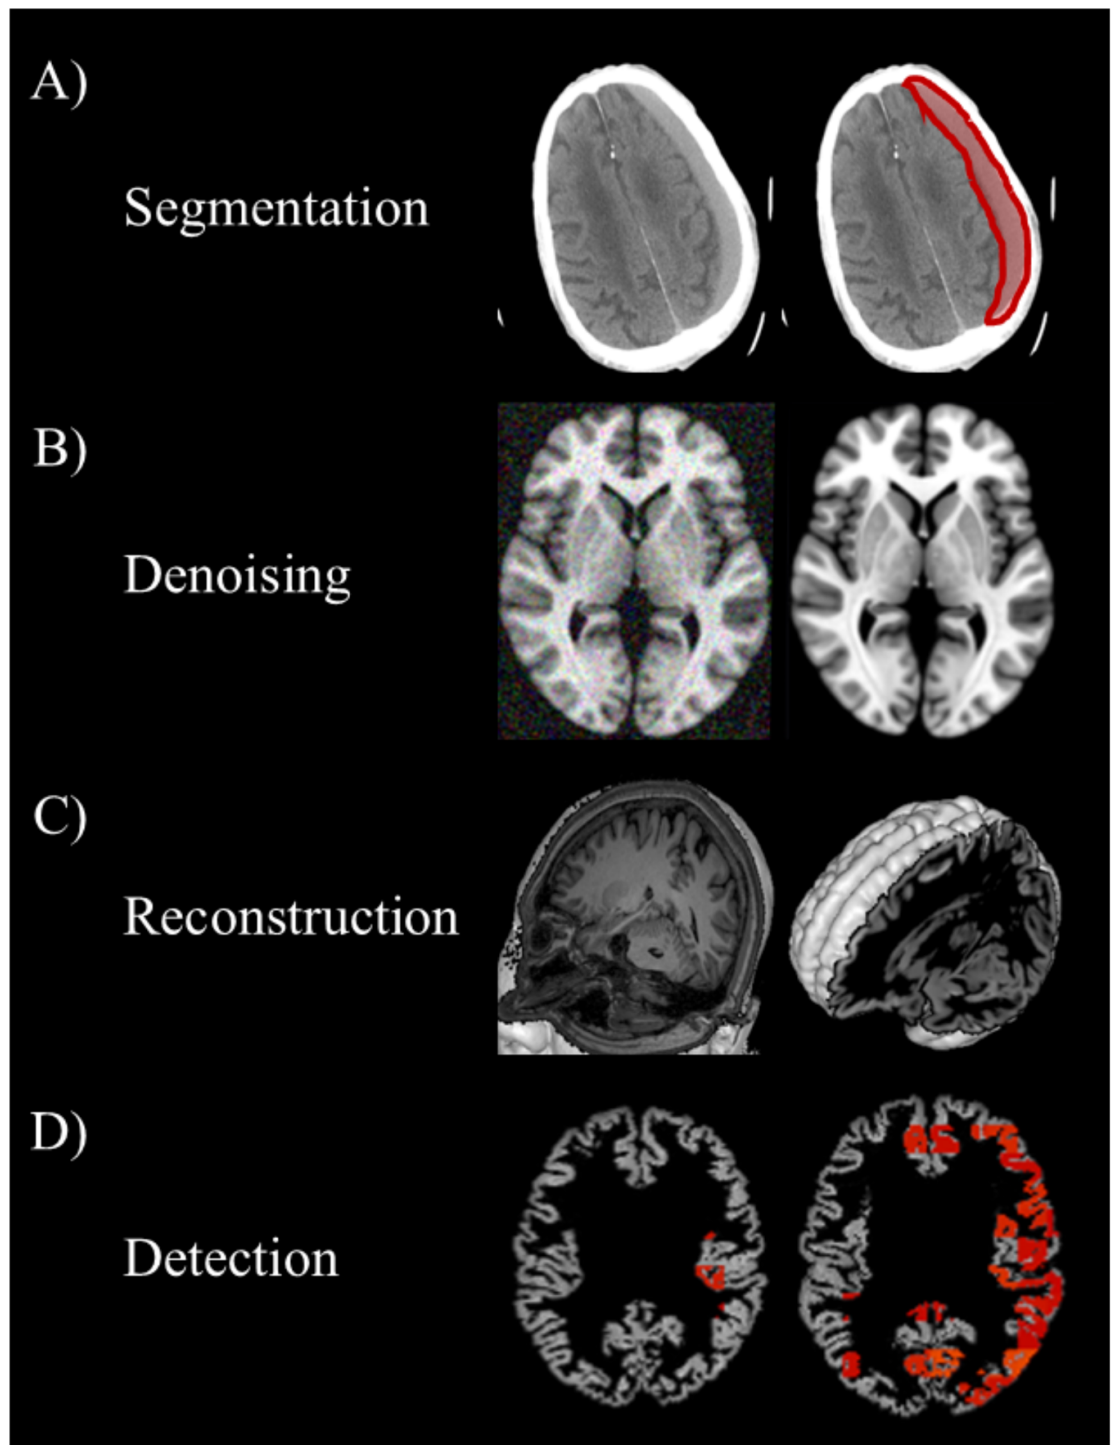 A)
Segmentation
B)
Denoising
C)
Reconstruction
D)
Detection